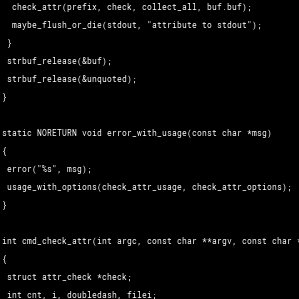 check_attr(prefix, check, collect_all, buf.buf);
maybe_flush_or_die(stdout, "attribute to stdout");
}
strbuf_release(&buf);
strbuf_release(&unquoted);
}
static NORETURN void error_with_usage(const char *msg)
{
error("%s", msg);
usage_with_options(check_attr_usage, check_attr_options);
}
int cmd_check_attr(int argc, const char **argv, const char *
{
struct attr_check *check;
int cnt, i, doubledash, filei;